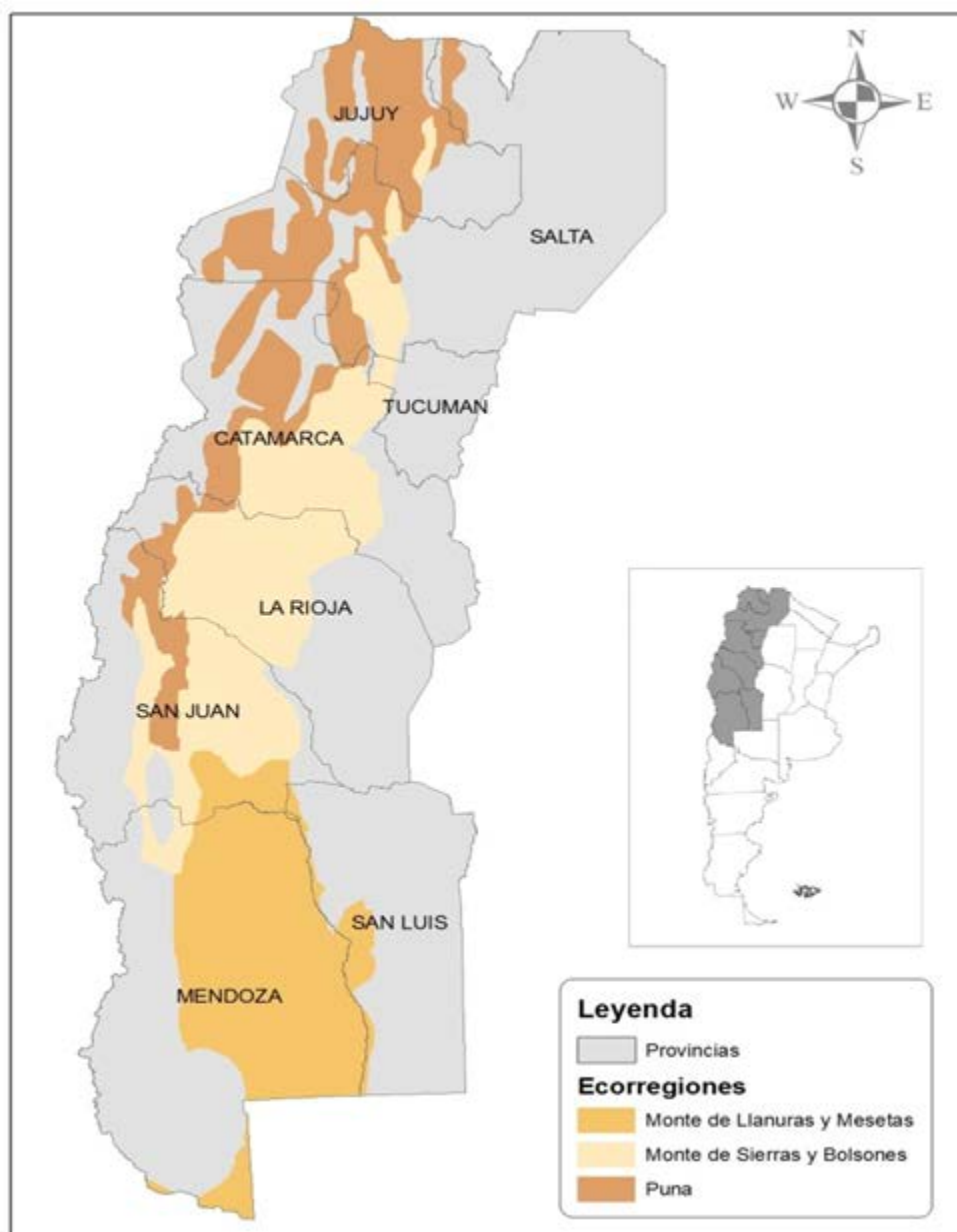 N
W E
S
JUJUY
SALTA
TUCUMAN
CATAMARCA
LA RIOJA
SAN JUAN
SAN LUIS
MENDOZA
Leyenda
Provincias
Ecorregiones
Monte de Llanuras y Mesetas
Monte de Sierras y Bolsones
Puna